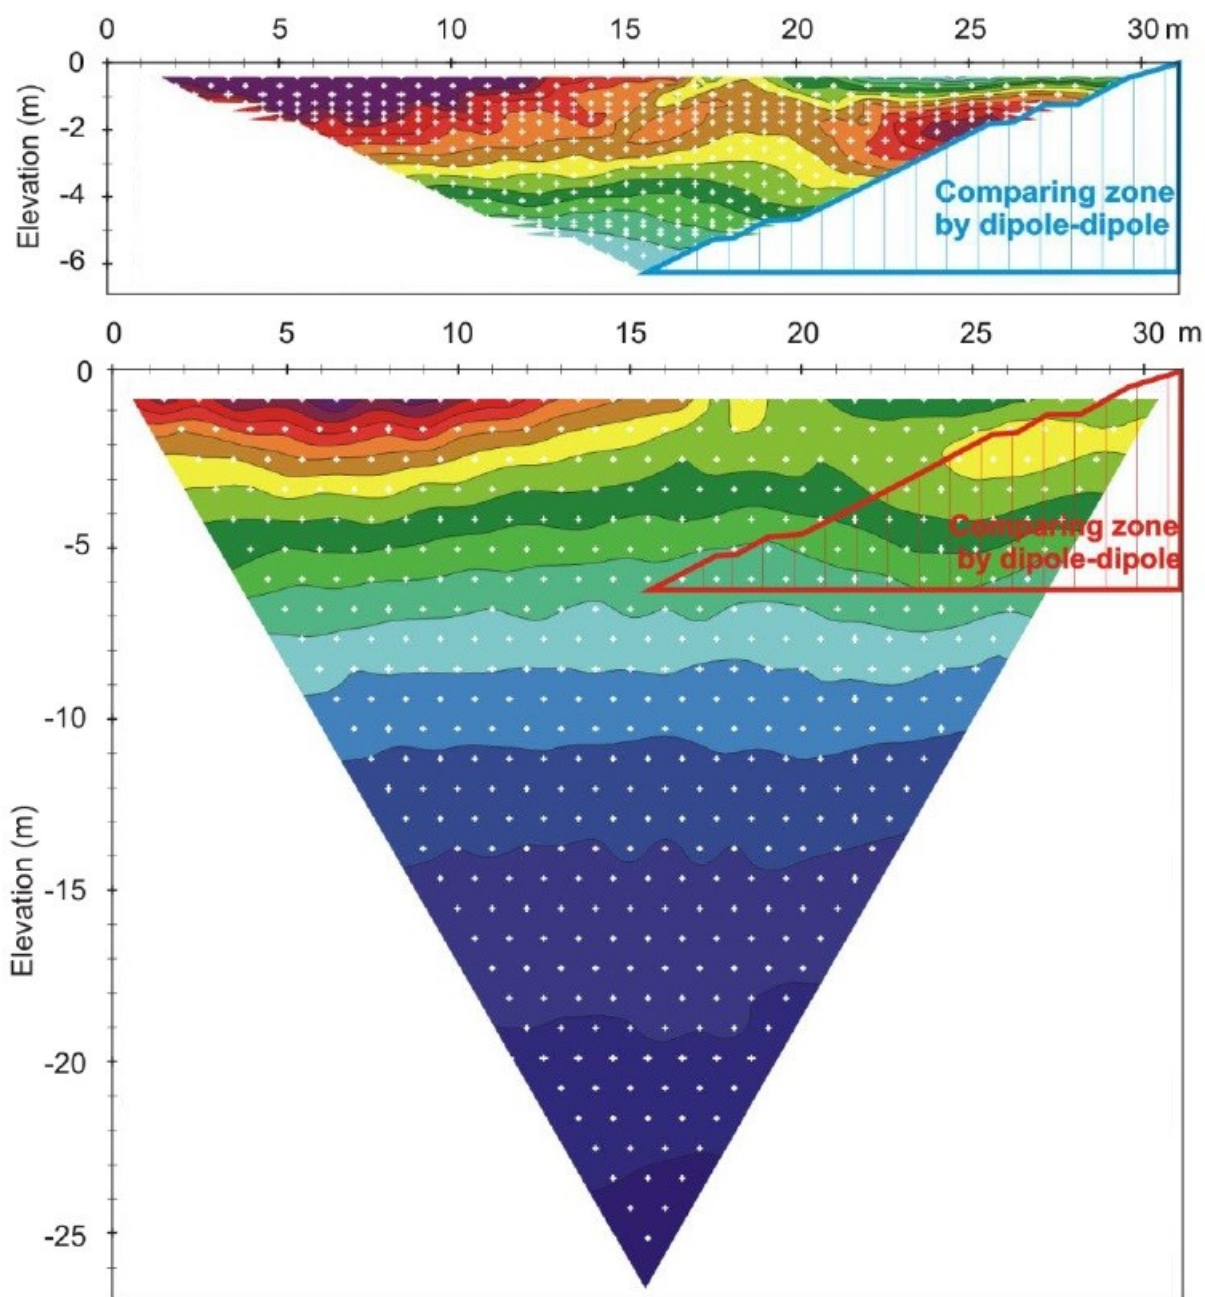 0 5 10 15 20 25 30 m
0
-2
-4
-6
Elevation (m)
Comparing zone
by dipole-dipole
0 5 10 15 20 25 30 m
0
-5
-10
-15
-20
-25
Elevation (m)
Comparing zone
by dipole-dipole